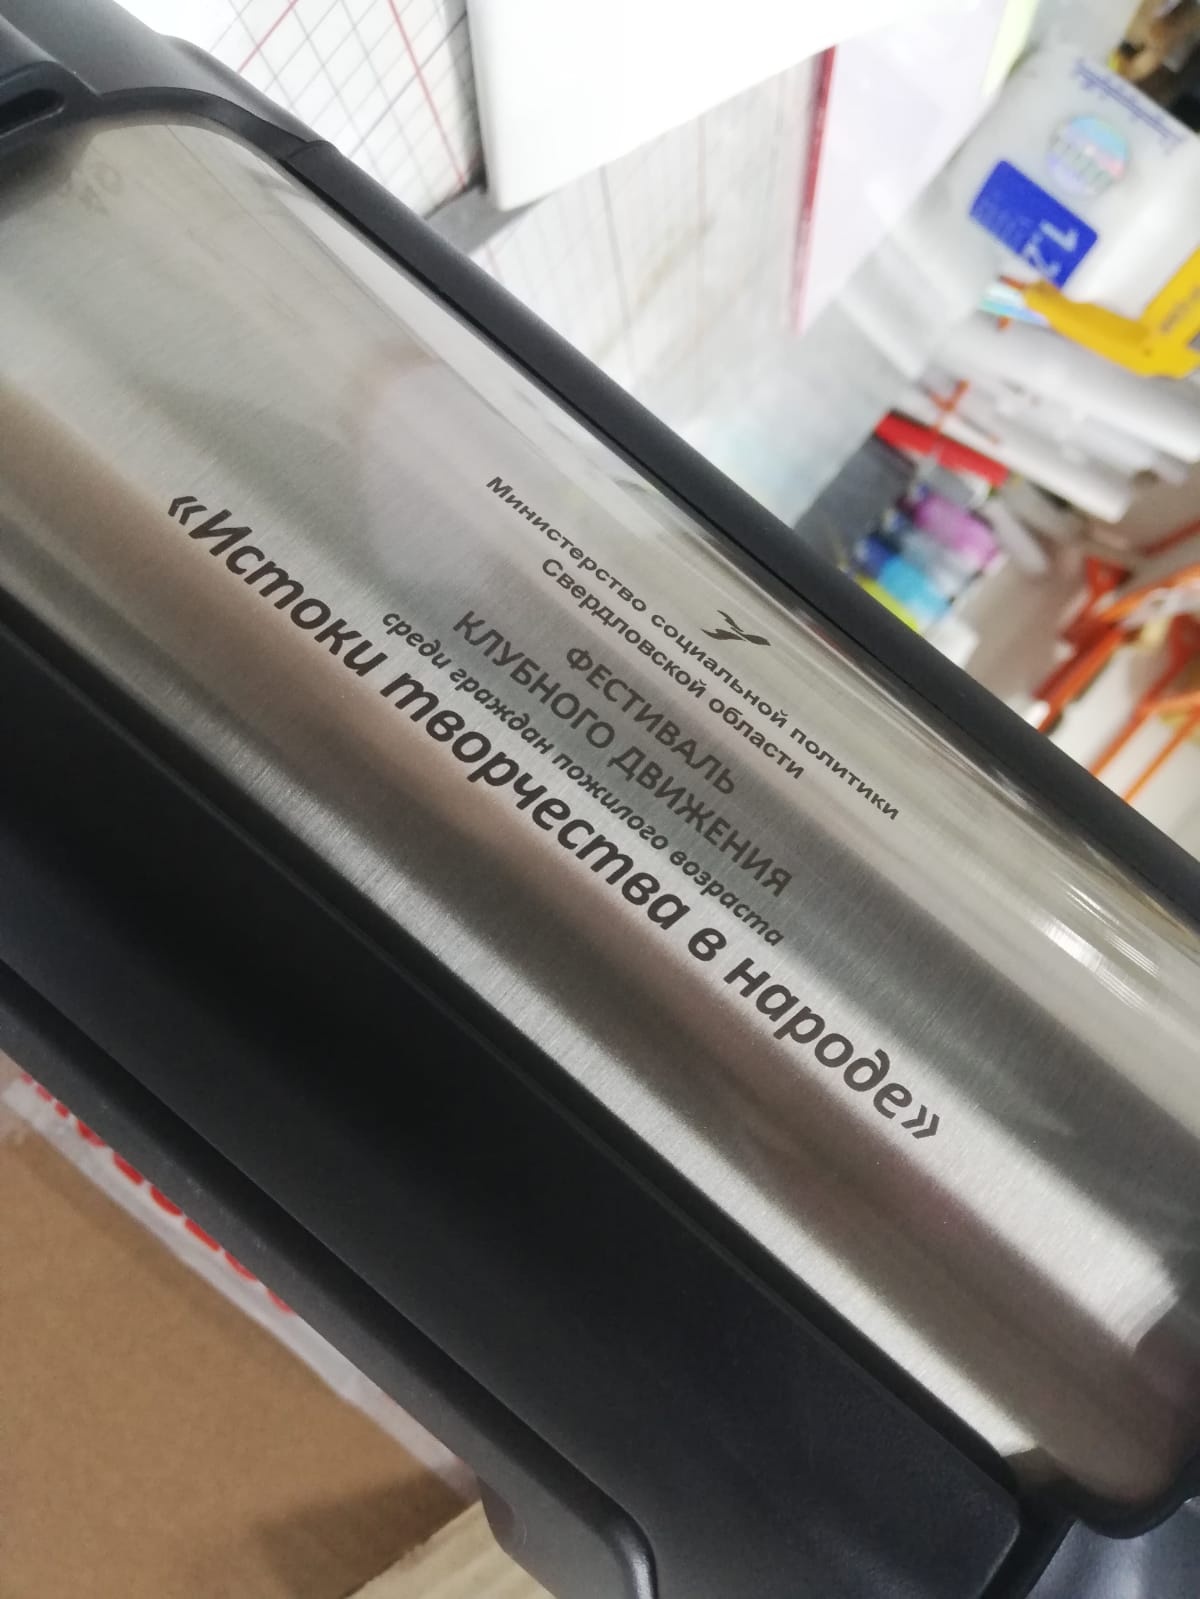 Министерство социальной политики
Свердловской области
ФЕСТИВАЛЬ
КЛУБНОГО ДВИЖЕНИЯ
среди граждан пожилого возраста
«Истоки творчества в народе»